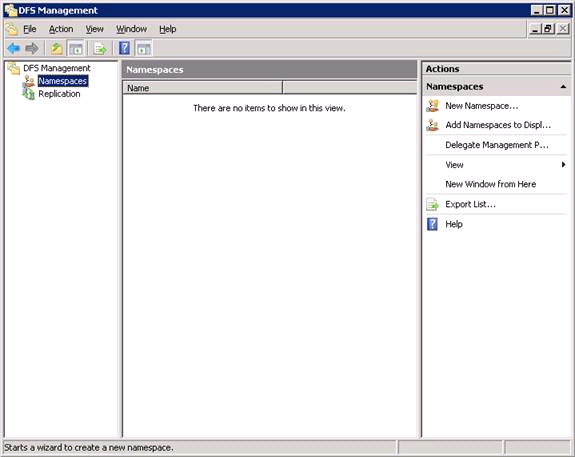 DFS Management
File Action View Window Help
DFS Management
Namespaces
Replication
Namespaces
Name
There are no items to show in this view.
Actions
Namespaces
New Namespace...
Add Namespaces to Displ...
Delegate Management P...
View
New Window from Here
Export List...
Help
Starts a wizard to create a new namespace.